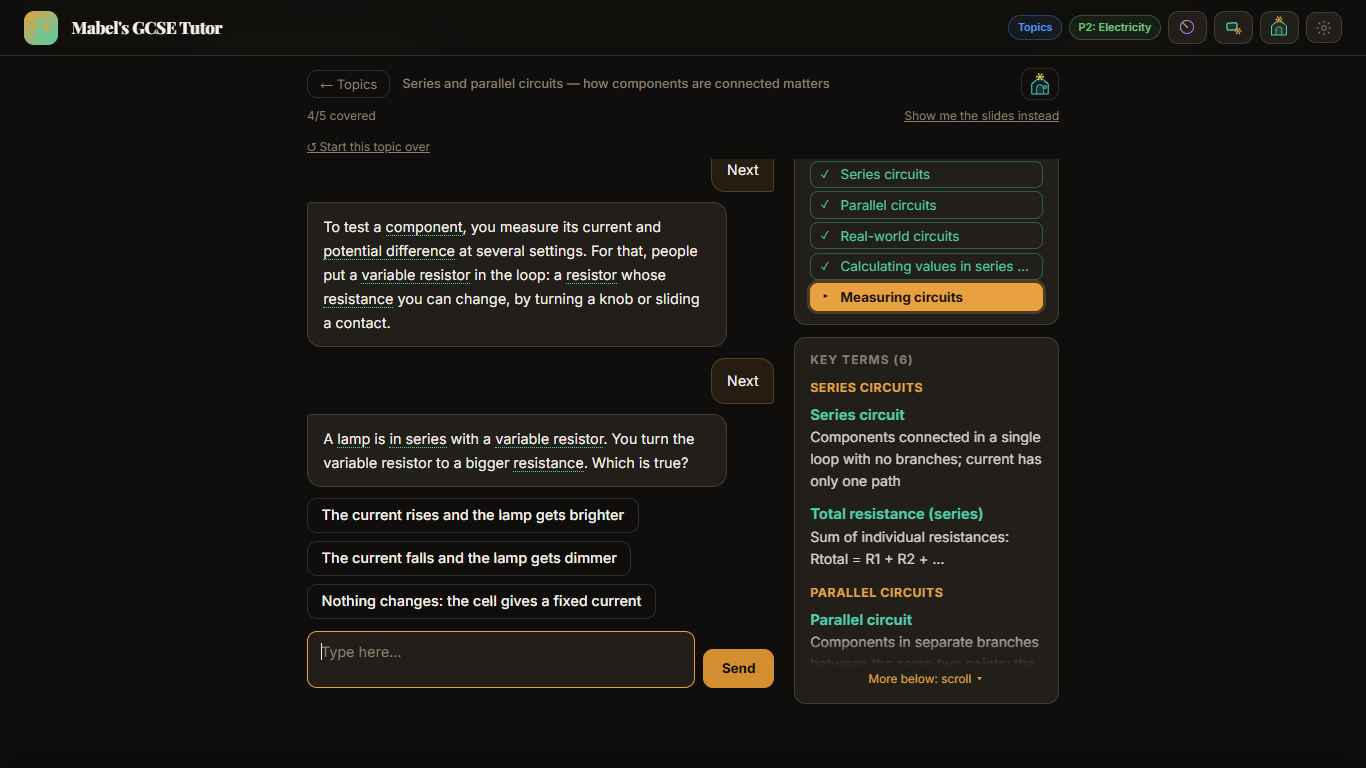 Mabel's GCSE Tutor
Topics
P2: Electricity
← Topics
Series and parallel circuits — how components are connected matters
4/5 covered
Show me the slides instead
↺ Start this topic over
Next
To test a component, you measure its current and
potential difference at several settings. For that, people
put a variable resistor in the loop: a resistor whose
resistance you can change, by turning a knob or sliding
a contact.
Next
A lamp is in series with a variable resistor. You turn the
variable resistor to a bigger resistance. Which is true?
The current rises and the lamp gets brighter
The current falls and the lamp gets dimmer
Nothing changes: the cell gives a fixed current
Type here...
Send
✓ Series circuits
✓ Parallel circuits
✓ Real-world circuits
✓ Calculating values in series ...
‣ Measuring circuits
KEY TERMS (6)
SERIES CIRCUITS
Series circuit
Components connected in a single
loop with no branches; current has
only one path
Total resistance (series)
Sum of individual resistances:
Rtotal = R1 + R2 + ...
PARALLEL CIRCUITS
Parallel circuit
Components in separate branches
between the same two points; the
More below: scroll ▾